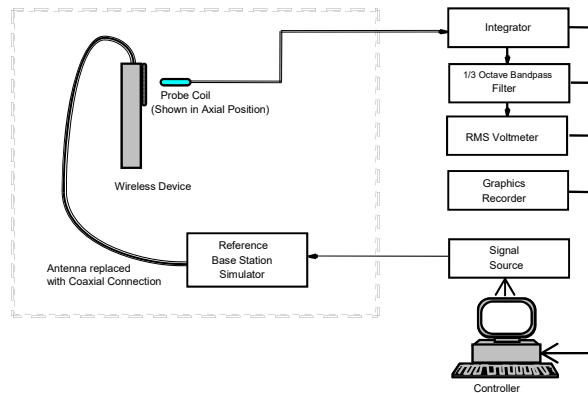 Integrator
1/3 Octave Bandpass
Filter
RMS Voltmeter
Graphics
Recorder
Probe Coil
(Shown in Axial Position)
Wireless Device
Reference
Base Station
Simulator
Antenna replaced
with Coaxial Connection
Signal
Source
Controller